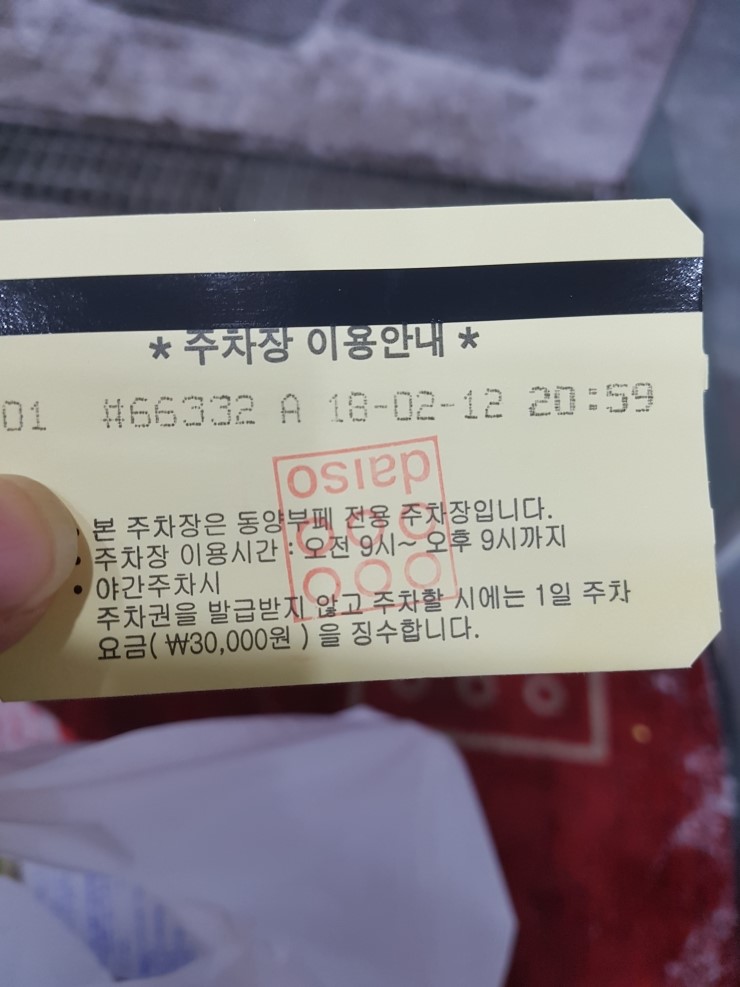 * 주차장 이용안내 *
01 #66332 A 18-02-12 20:59
daiso
본 주차장은 동양부페 전용 주차장입니다.
• 주차장 이용시간 : 오전 9시~ 오후 9시까지
• 야간주차시
주차권을 발급받지 않고 주차할 시에는 1일 주차
요금( ₩30,000원 ) 을 징수합니다.